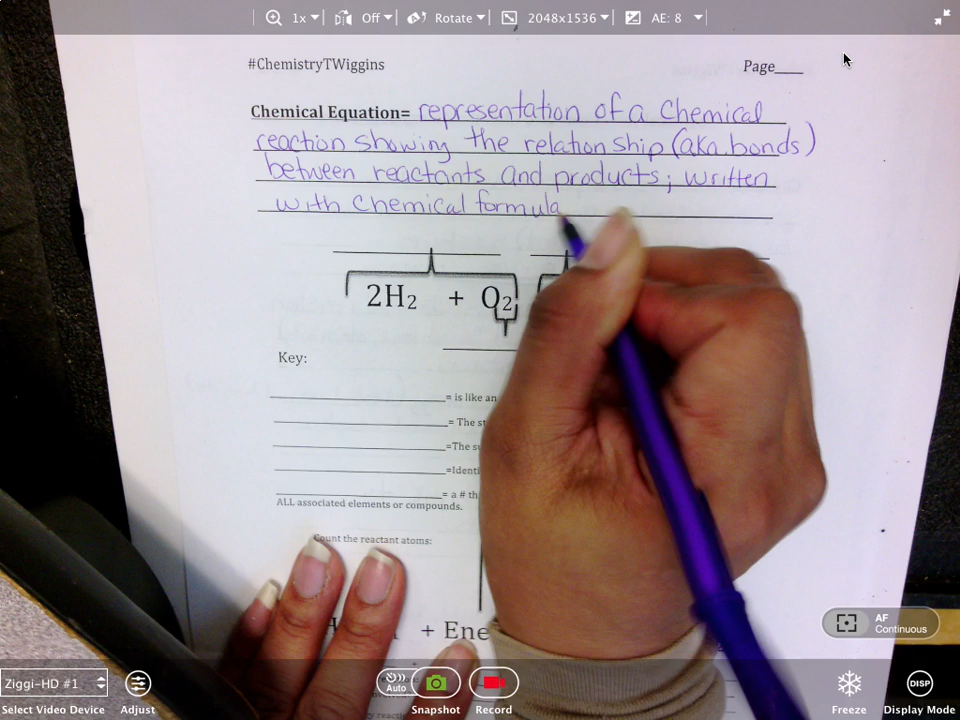 1x Off Rotate 2048x1536 AE: 8
#ChemistryTWiggins Page____
Chemical Equation= representation of a chemical
reaction showing the relationship (aka bonds)
between reactants and products; written
with chemical formula
2H2 + O2
Key:
= is like an
= The
=The
=Identi
= a # th
ALL associated elements or compounds.
Count the reactant atoms:
+ Ene
AF
Continuous
Ziggi-HD #1 Auto DISP
Select Video Device Adjust Snapshot Record Freeze Display Mode